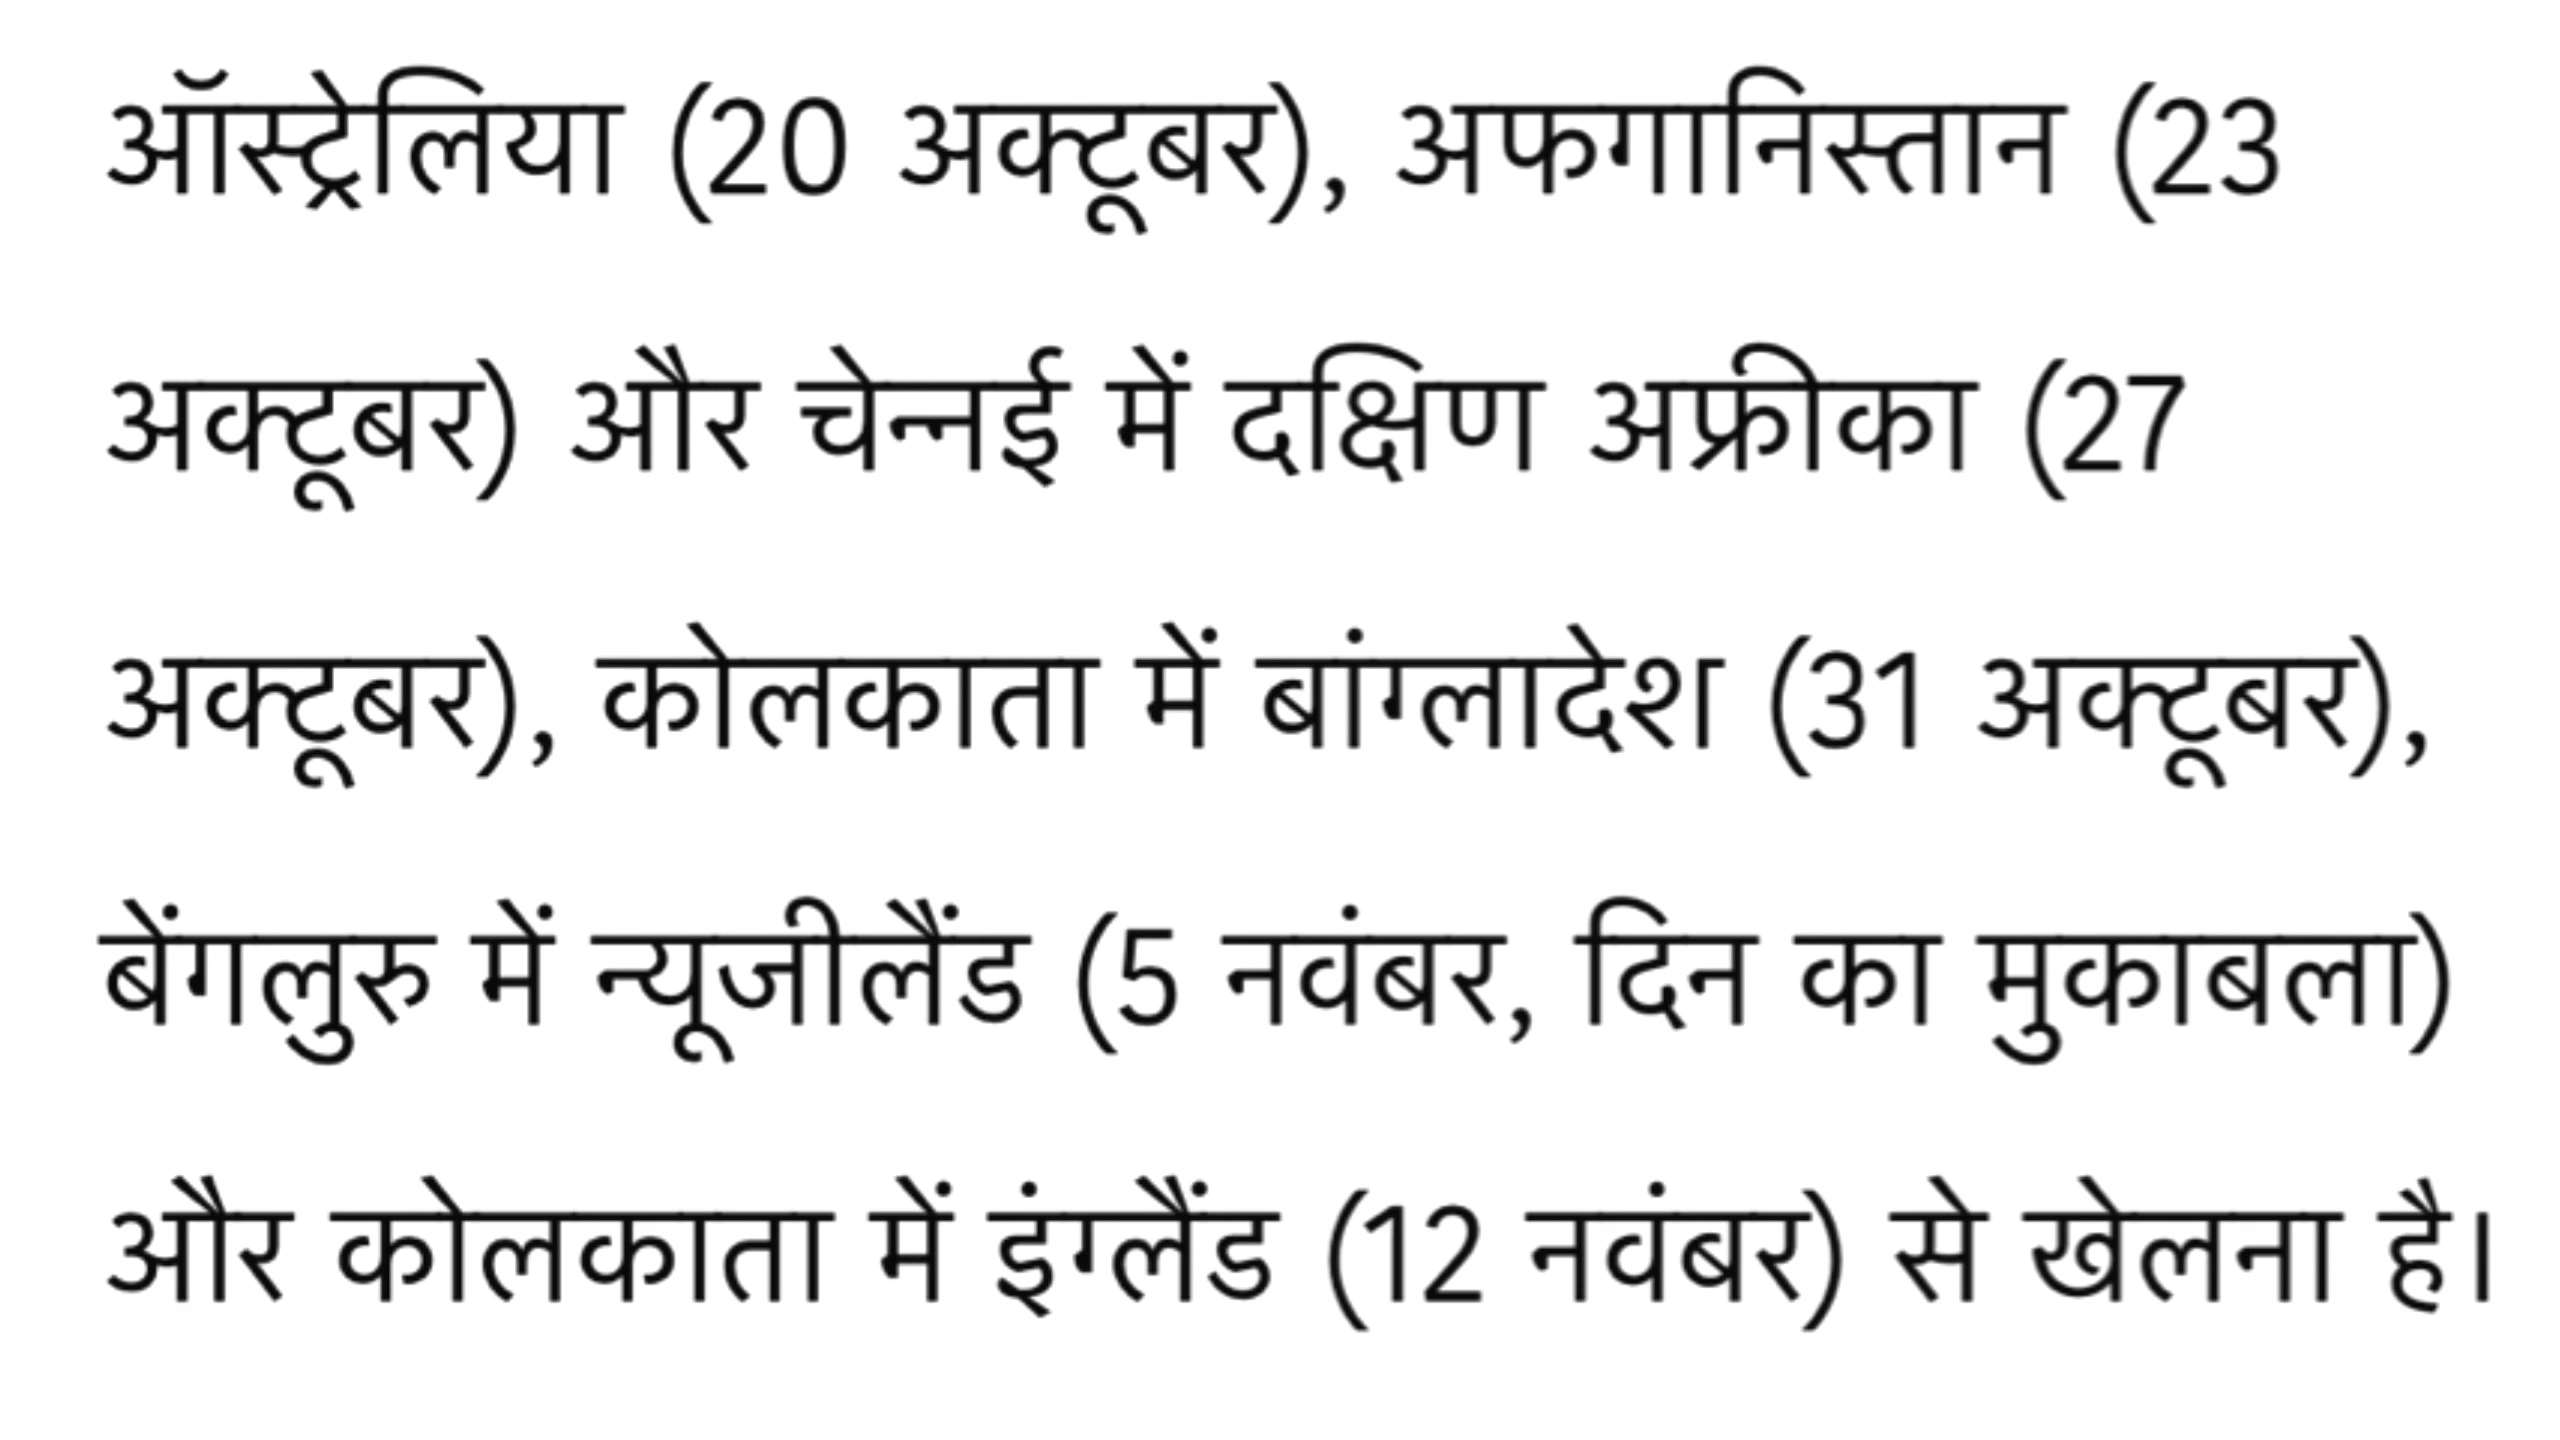 ऑस्ट्रेलिया (20 अक्टूबर), अफगानिस्तान (23
अक्टूबर) और चेन्नई में दक्षिण अफ्रीका (27
अक्टूबर), कोलकाता में बांग्लादेश (31 अक्टूबर),
बेंगलुरु में न्यूजीलैंड (5 नवंबर, दिन का मुकाबला)
और कोलकाता में इंग्लैंड (12 नवंबर) से खेलना है।